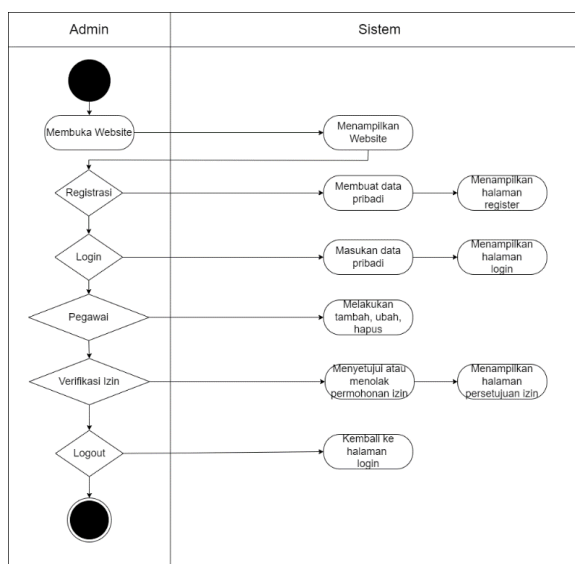 Admin
Sistem
Membuka Website
Menampilkan
Website
Registrasi
Membuat data
pribadi
Menampilkan
halaman
register
Login
Masukan data
pribadi
Menampilkan
halaman
login
Pegawai
Melakukan
tambah, ubah,
hapus
Verifikasi Izin
Menyetujui atau
menolak
permohonan izin
Menampilkan
halaman
persetujuan izin
Logout
Kembali ke
halaman
login